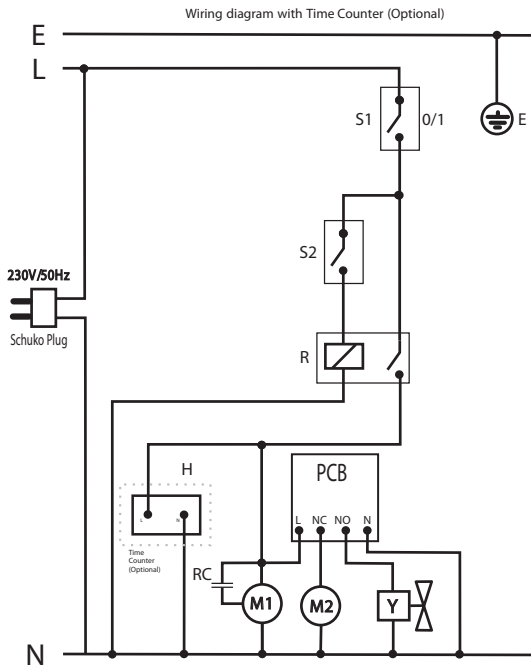 Wiring diagram with Time Counter (Optional)
E
L
S1
0/1
E
S2
230V/50Hz
Schuko Plug
R
H
PCB
L NC NO N
L N
Time
Counter
(Optional)
RC
M1
M2
Y
N